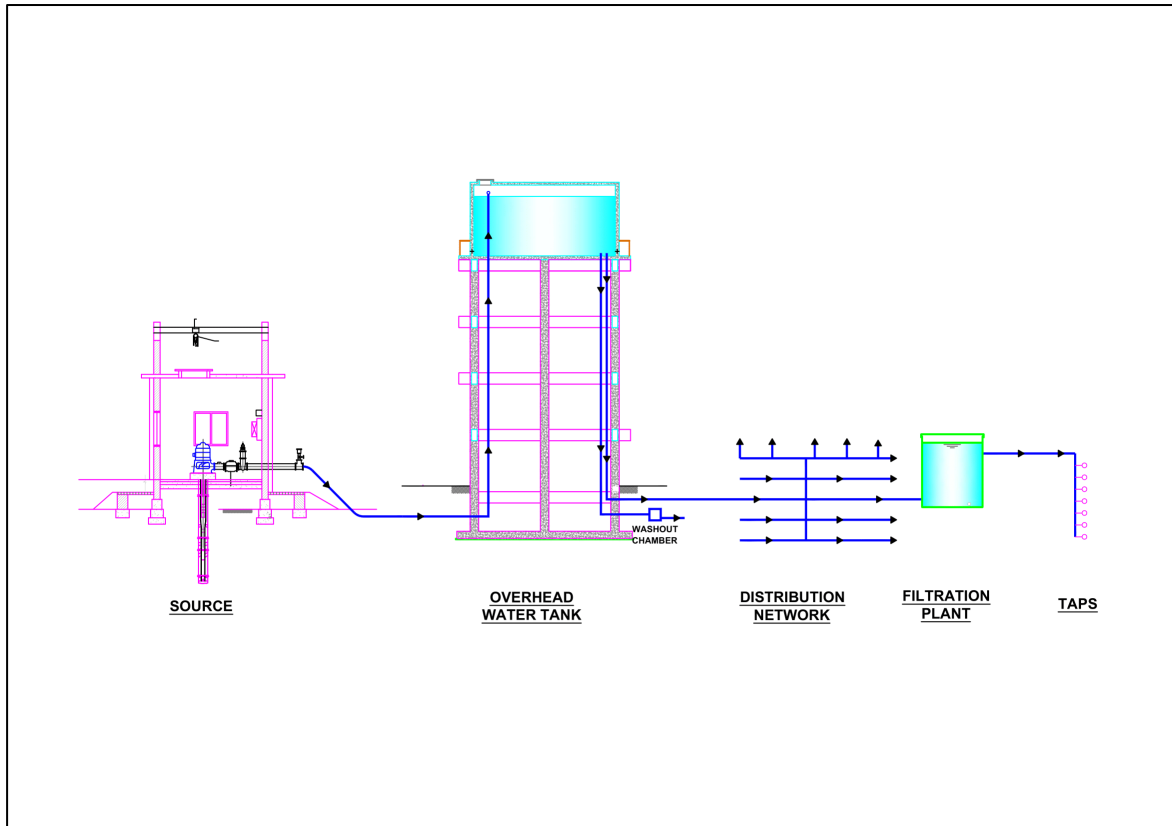 WASHOUT
CHAMBER
SOURCE
OVERHEAD
WATER TANK
DISTRIBUTION
NETWORK
FILTRATION
PLANT
TAPS